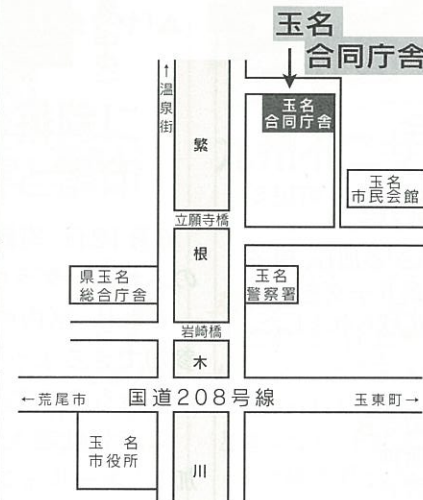 玉名
合同庁舎
↑温泉街
玉名
合同庁舎
繁
玉名
市民会館
立願寺橋
根
県玉名
総合庁舎
玉名
警察署
岩崎橋
木
←荒尾市
国道208号線
玉東町→
玉名
市役所
川